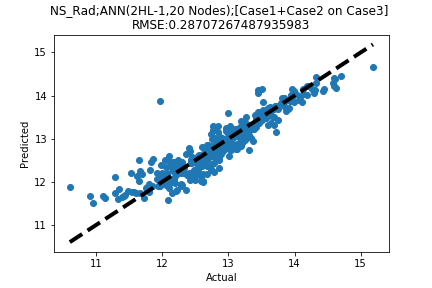 NS_Rad;ANN(2HL-1,20 Nodes);[Case1+Case2 on Case3]
RMSE:0.28707267487935983
15
14
13
12
11
Predicted
11
12
13
14
15
Actual